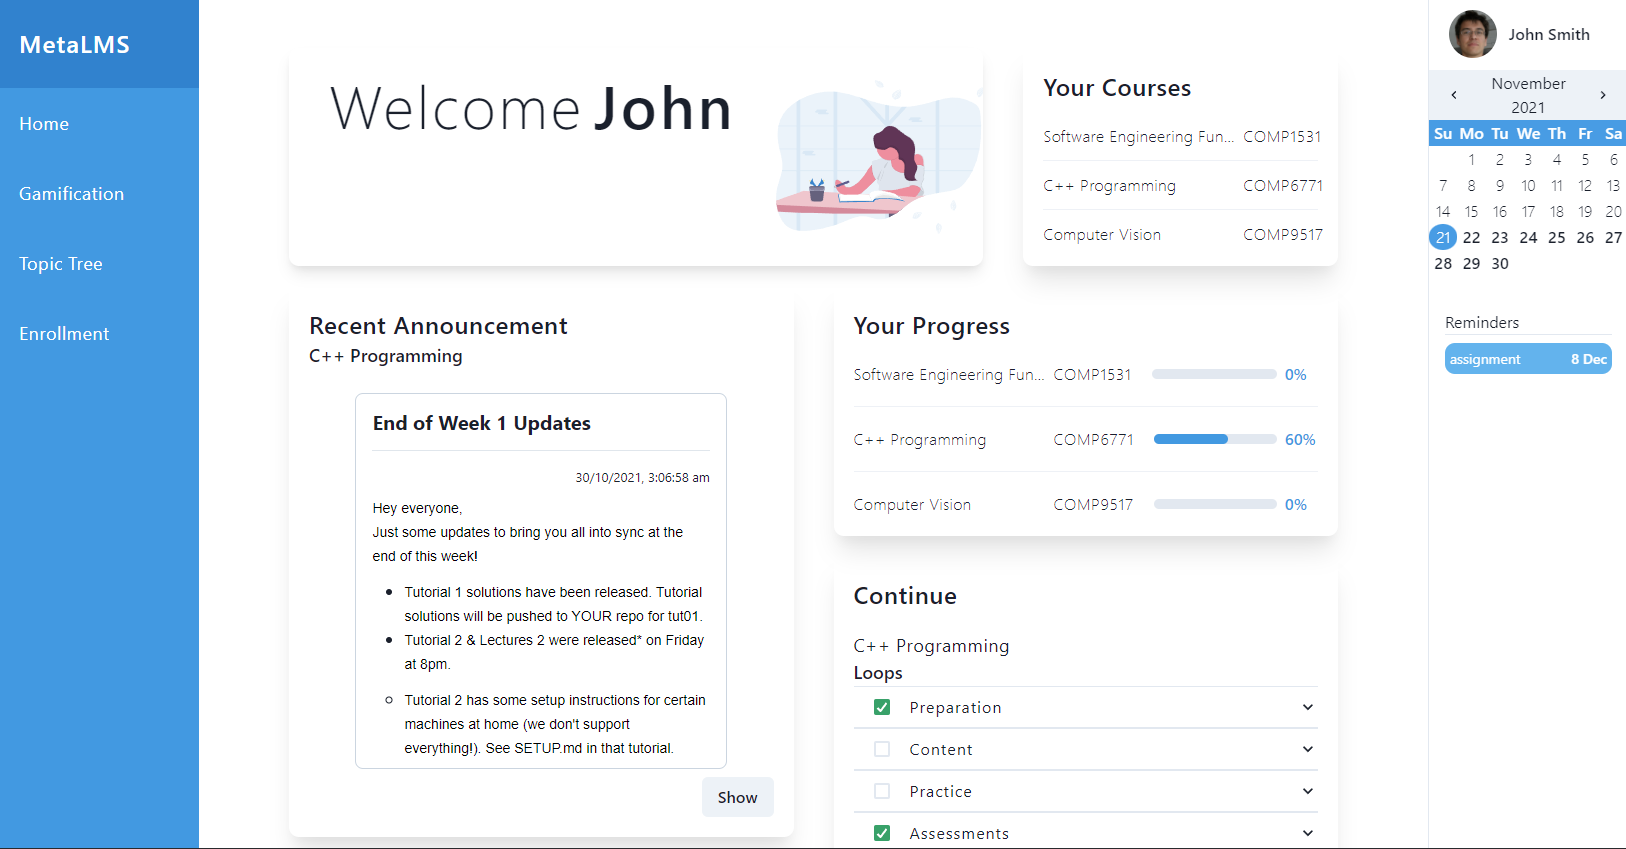 MetaLMS
Home
Gamification
Topic Tree
Enrollment
Welcome John
Your Courses
Software Engineering Fun... COMP1531
C++ Programming COMP6771
Computer Vision COMP9517
Recent Announcement
C++ Programming
End of Week 1 Updates
30/10/2021, 3:06:58 am
Hey everyone,
Just some updates to bring you all into sync at the
end of this week!
Tutorial 1 solutions have been released. Tutorial
solutions will be pushed to YOUR repo for tut01.
Tutorial 2 & Lectures 2 were released* on Friday
at 8pm.
Tutorial 2 has some setup instructions for certain
machines at home (we don't support
everything!). See SETUP.md in that tutorial.
Show
Your Progress
Software Engineering Fun... COMP1531 0%
C++ Programming COMP6771 60%
Computer Vision COMP9517 0%
Continue
C++ Programming
Loops
Preparation
Content
Practice
Assessments
John Smith
November
2021
Su Mo Tu We Th Fr Sa
1 2 3 4 5 6
7 8 9 10 11 12 13
14 15 16 17 18 19 20
21 22 23 24 25 26 27
28 29 30
Reminders
assignment 8 Dec